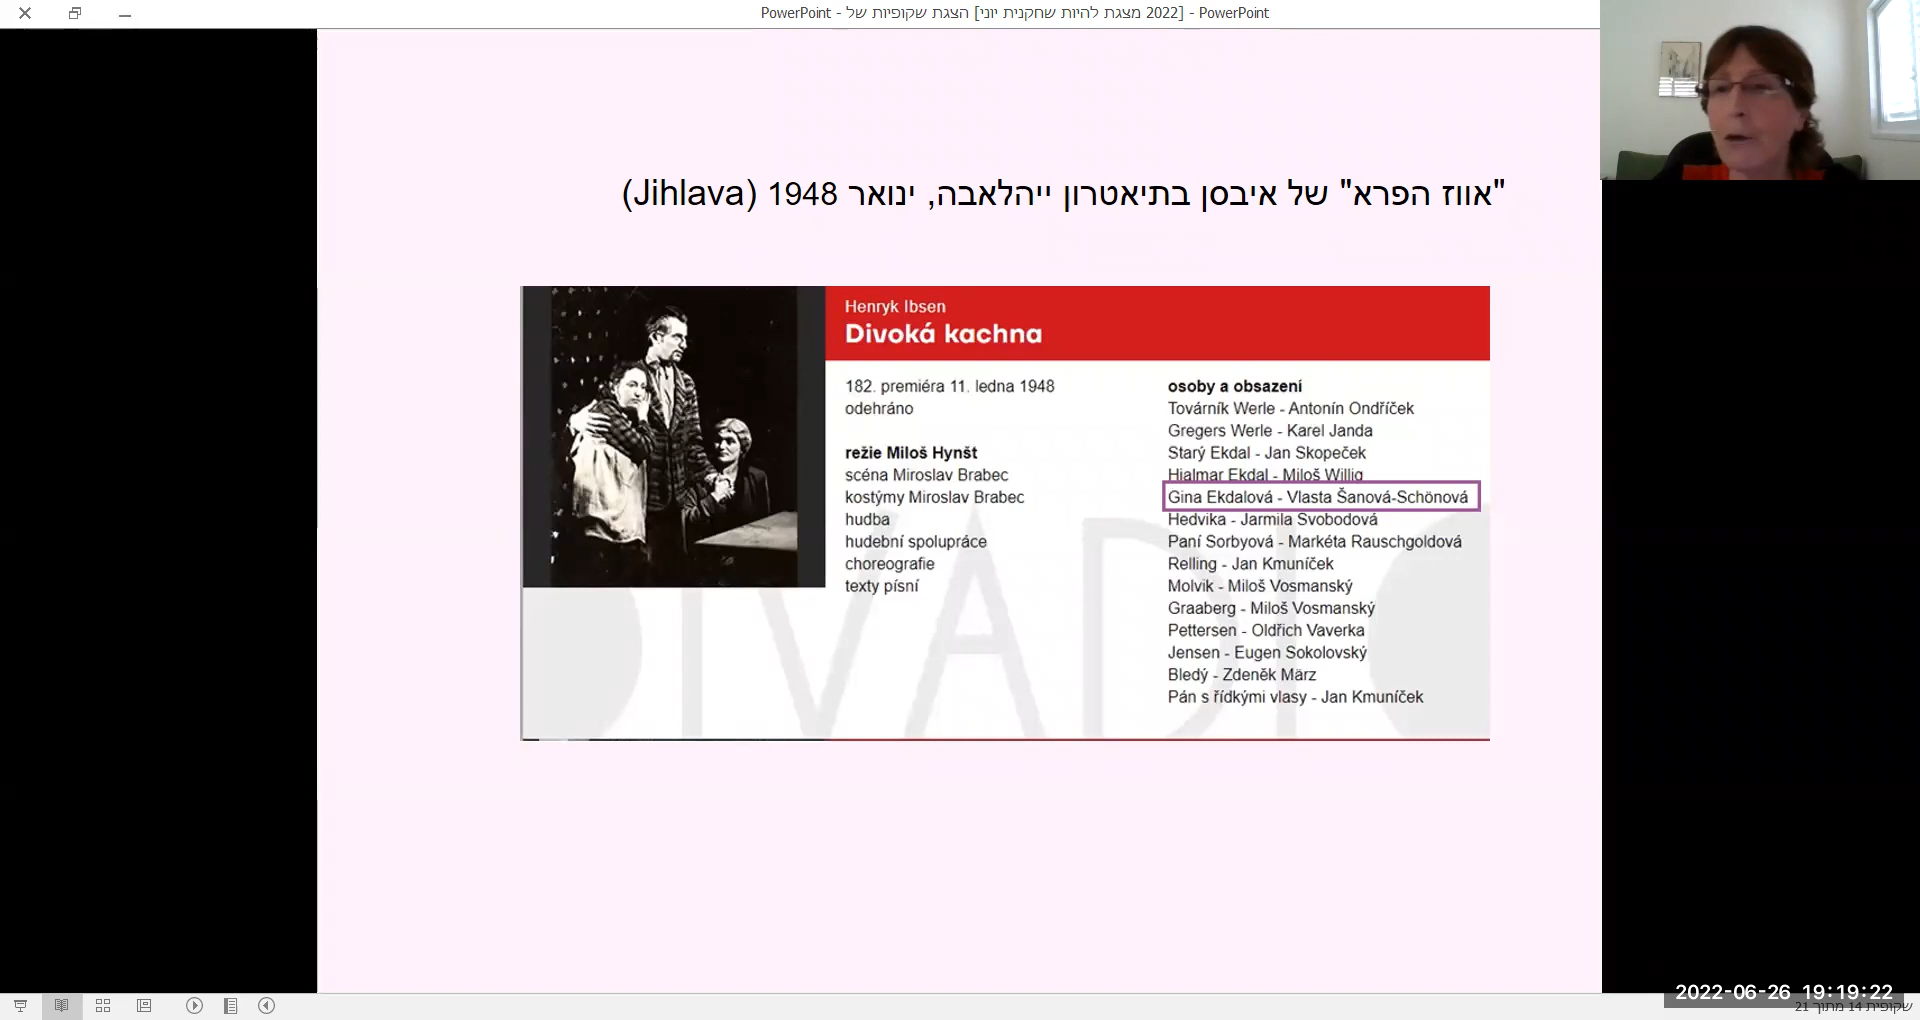 PowerPoint - [2022 מצגת להיות שחקנית יוני] הצגת שקופיות של - PowerPoint
"אווז הפרא" של איבסן בתיאטרון ייהלאבה, ינואר 1948 (Jihlava)
Henryk Ibsen
Divoká kachna
182. premiéra 11. ledna 1948
odehráno
režie Miloš Hynšt
scéna Miroslav Brabec
kostýmy Miroslav Brabec
hudba
hudební spolupráce
choreografie
texty písní
osoby a obsazení
Továrník Werle - Antonín Ondříček
Gregers Werle - Karel Janda
Starý Ekdal - Jan Skopeček
Hjalmar Ekdal - Miloš Willig
Gina Ekdalová - Vlasta Šanová-Schönová
Hedvika - Jarmila Svobodová
Paní Sorbyová - Markéta Rauschgoldová
Relling - Jan Kmuníček
Molvik - Miloš Vosmanský
Graaberg - Miloš Vosmanský
Pettersen - Oldřich Vaverka
Jensen - Eugen Sokolovský
Bledý - Zdeněk März
Pán s řídkými vlasy - Jan Kmuníček
DIVADL
2022-06-26 19:19:22
שקופית 14 מתוך 21